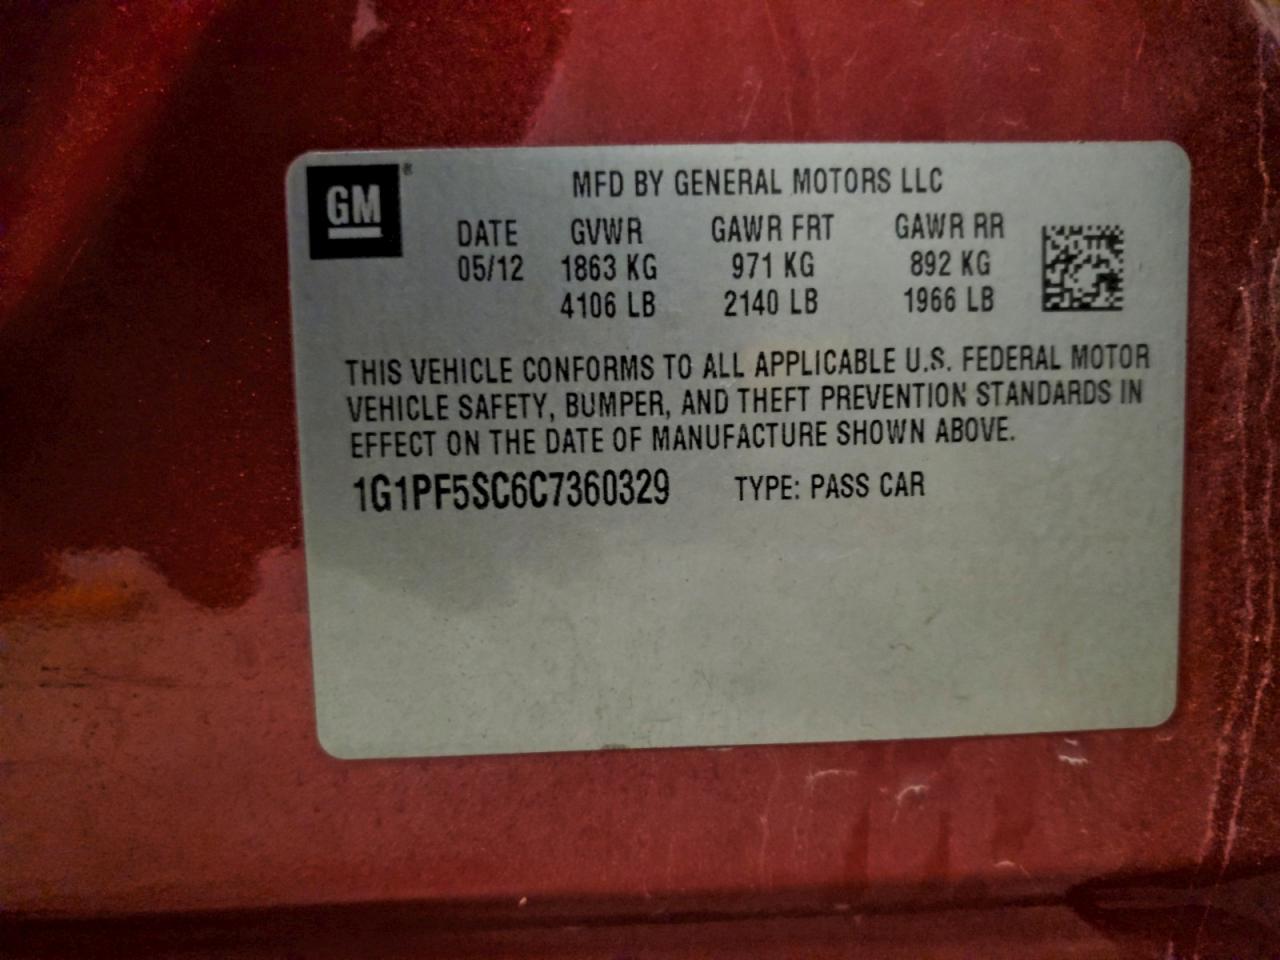 GM®
MFD BY GENERAL MOTORS LLC
DATE GVWR GAWR FRT GAWR RR
05/12 1863 KG 971 KG 892 KG
4106 LB 2140 LB 1966 LB
THIS VEHICLE CONFORMS TO ALL APPLICABLE U.S. FEDERAL MOTOR
VEHICLE SAFETY, BUMPER, AND THEFT PREVENTION STANDARDS IN
EFFECT ON THE DATE OF MANUFACTURE SHOWN ABOVE.
1G1PF5SC6C7360329 TYPE: PASS CAR